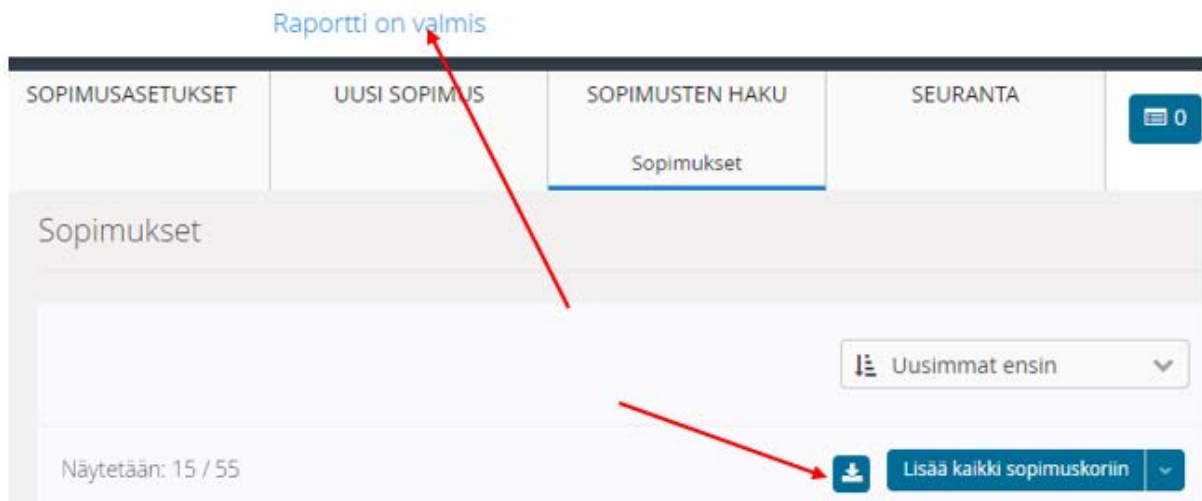 Raportti on valmis
SOPIMUSASETUKSET
UUSI SOPIMUS
SOPIMUSTEN HAKU
SEURANTA
0
Sopimukset
Sopimukset
Uusimmat ensin
Näytetään: 15 / 55
Lisää kaikki sopimuskoriin